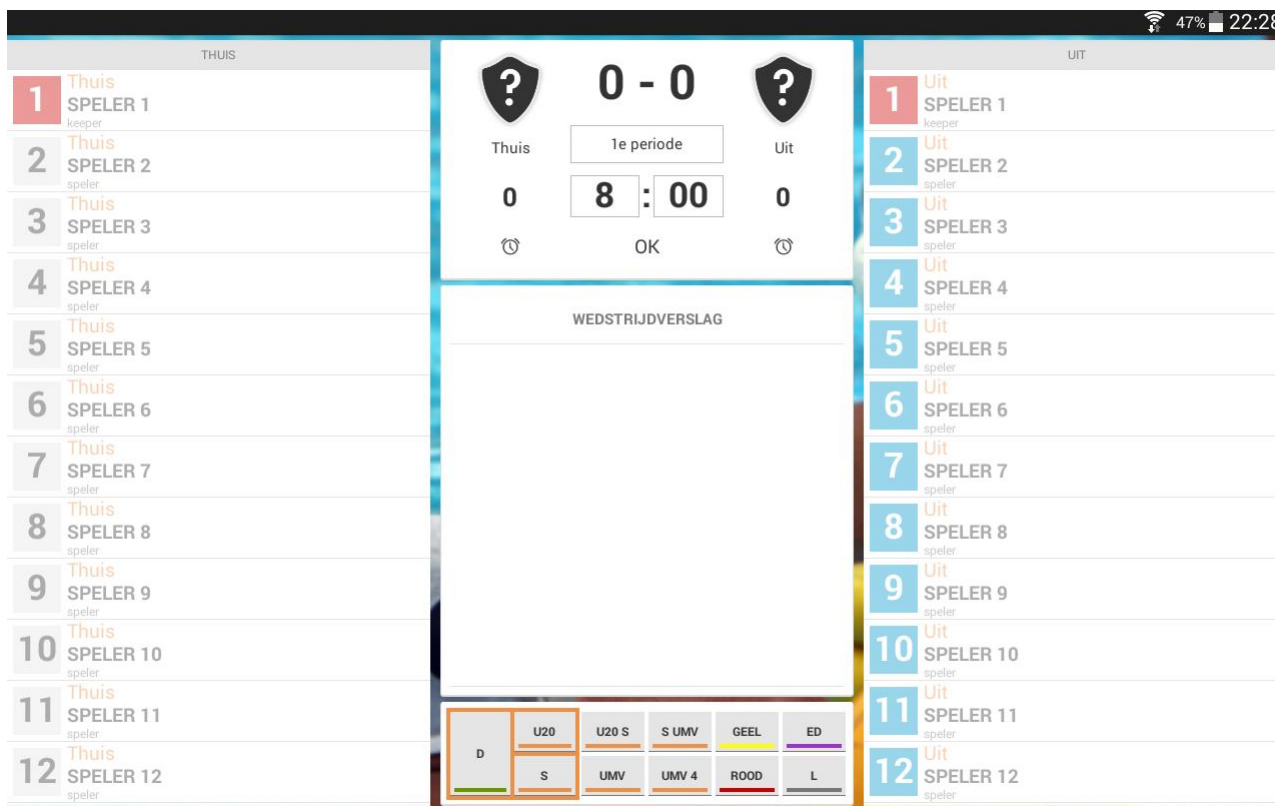 47% 22:28
THUIS
1
Thuis
SPELER 1
keeper
2
Thuis
SPELER 2
speler
3
Thuis
SPELER 3
speler
4
Thuis
SPELER 4
speler
5
Thuis
SPELER 5
speler
6
Thuis
SPELER 6
speler
7
Thuis
SPELER 7
speler
8
Thuis
SPELER 8
speler
9
Thuis
SPELER 9
speler
10
Thuis
SPELER 10
speler
11
Thuis
SPELER 11
speler
12
Thuis
SPELER 12
speler
? 0 - 0 ?
Thuis 1e periode Uit
0 8 : 00 0
OK
WEDSTRIJDVERSLAG
D
U20 U20 S S UMV GEEL ED
S UMV UMV 4 ROOD L
UIT
1
Uit
SPELER 1
keeper
2
Uit
SPELER 2
speler
3
Uit
SPELER 3
speler
4
Uit
SPELER 4
speler
5
Uit
SPELER 5
speler
6
Uit
SPELER 6
speler
7
Uit
SPELER 7
speler
8
Uit
SPELER 8
speler
9
Uit
SPELER 9
speler
10
Uit
SPELER 10
speler
11
Uit
SPELER 11
speler
12
Uit
SPELER 12
speler